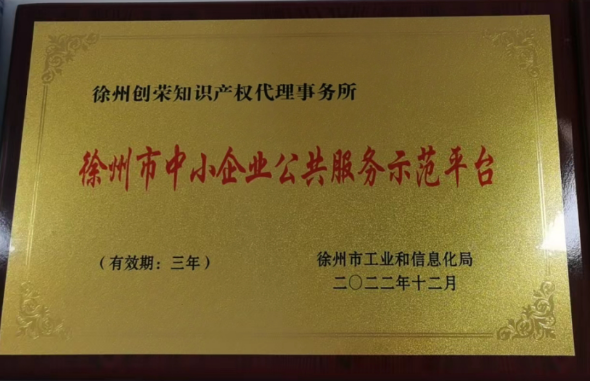 徐州创荣知识产权代理事务所
徐州市中小企业公共服务示范平台
（有效期：三年）
徐州市工业和信息化局
二〇二二年十二月